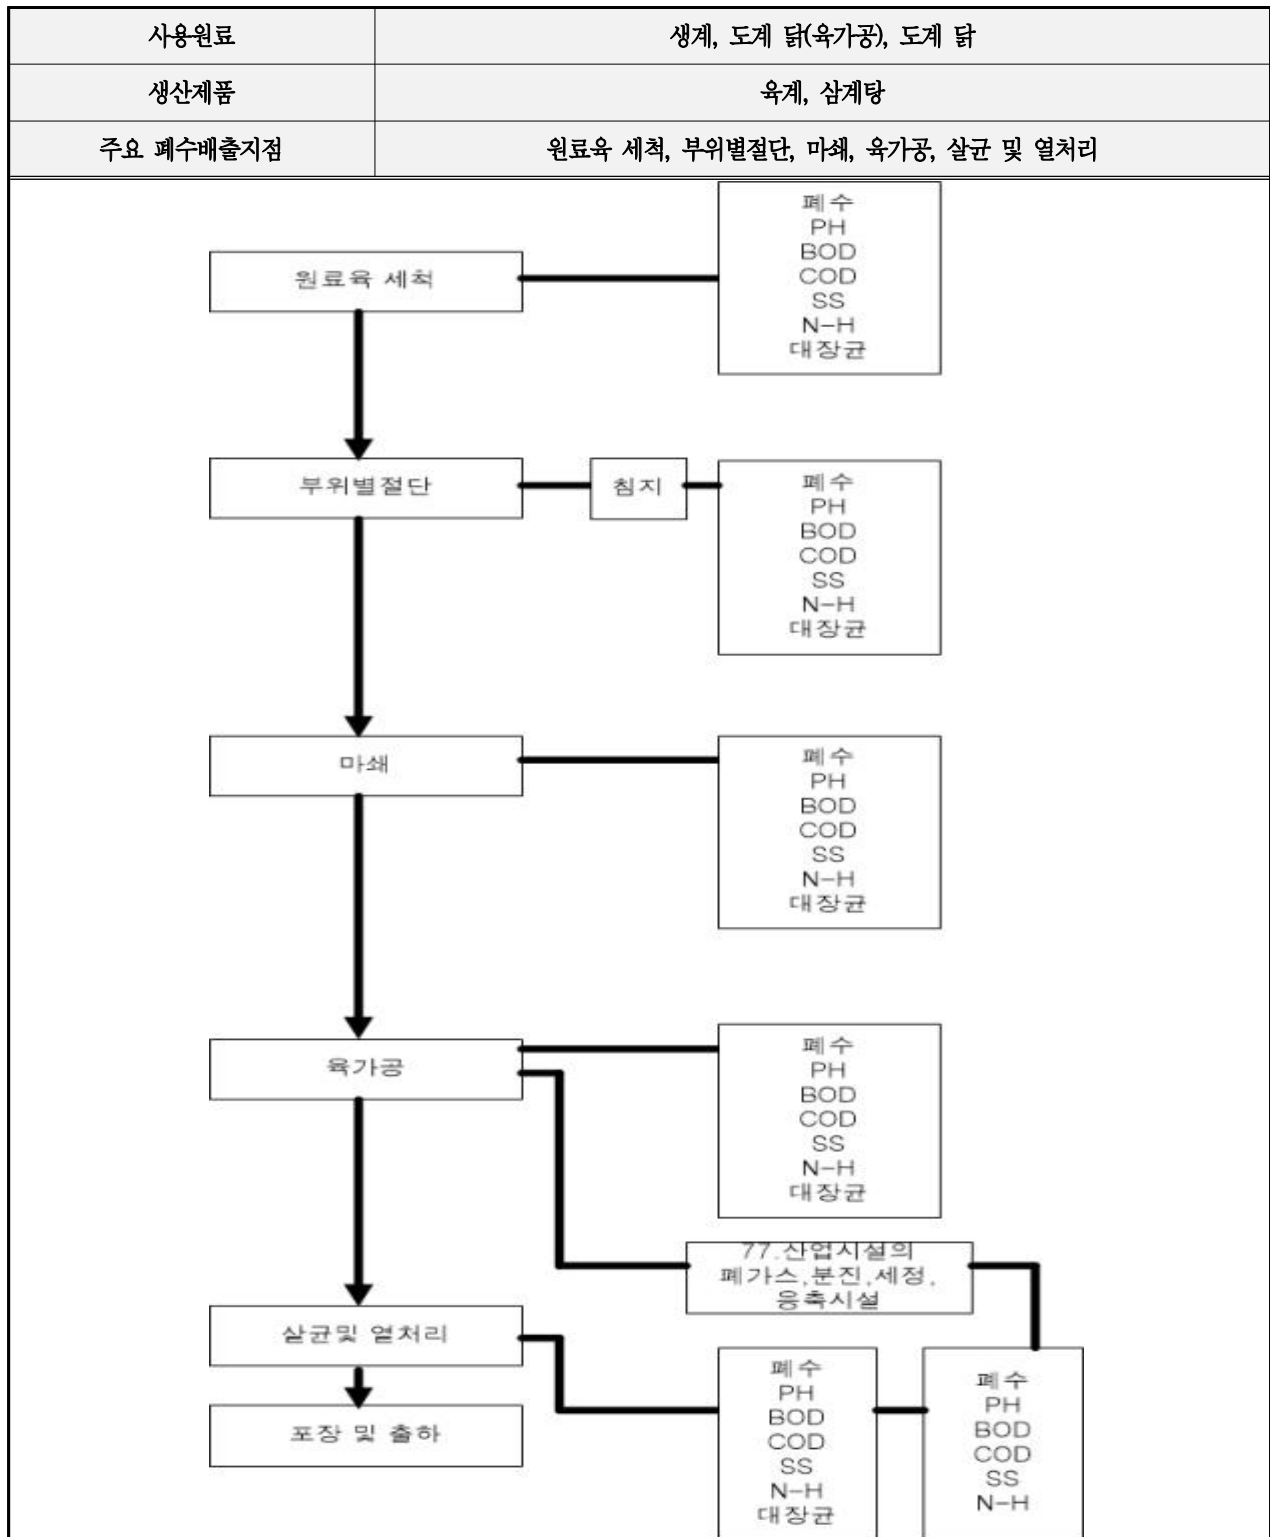 사용원료
생계, 도계 닭(육가공), 도계 닭
생산제품
육계, 삼계탕
주요 폐수배출지점
원료육 세척, 부위별절단, 마쇄, 육가공, 살균 및 열처리
원료육 세척
폐수
PH
BOD
COD
SS
N-H
대장균
부위별절단
침지
폐수
PH
BOD
COD
SS
N-H
대장균
마쇄
폐수
PH
BOD
COD
SS
N-H
대장균
육가공
폐수
PH
BOD
COD
SS
N-H
대장균
77.산업시설의
폐가스,분진,세정,
응축시설
살균및 열처리
폐수
PH
BOD
COD
SS
N-H
대장균
폐수
PH
BOD
COD
SS
N-H
포장 및 출하